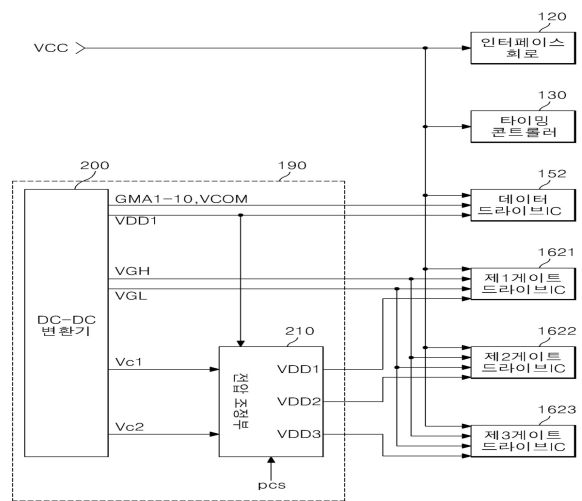 VCC
120
인터페이스
회로
130
타이밍
콘트롤러
200
190
152
GMA1-10,VCOM
VDD1
데이터
드라이브IC
1621
VGH
VGL
제1게이트
드라이브IC
DC-DC
변환기
210
1622
Vc1
전압 조정부
VDD1
VDD2
VDD3
제2게이트
드라이브IC
Vc2
1623
제3게이트
드라이브IC
pcs